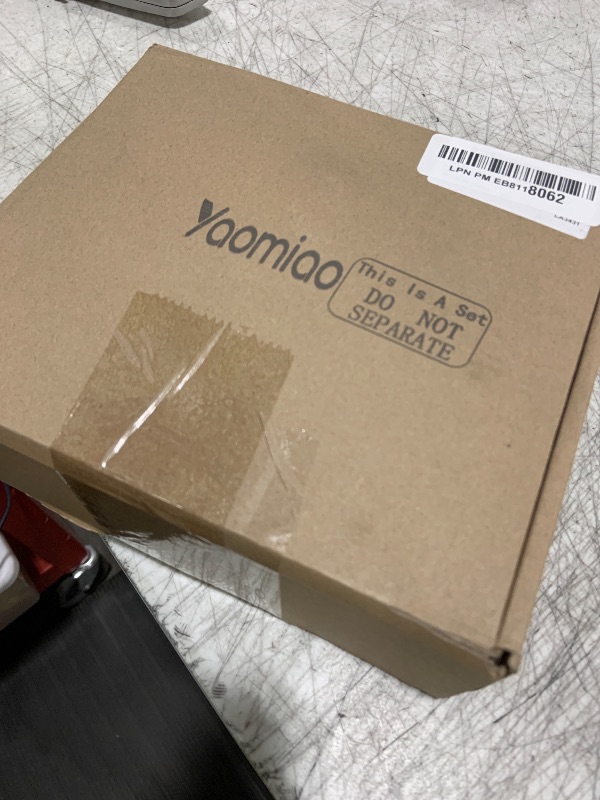 LPN PM EB8118062
Yaomiao
This Is A Set
DO NOT
SEPARATE